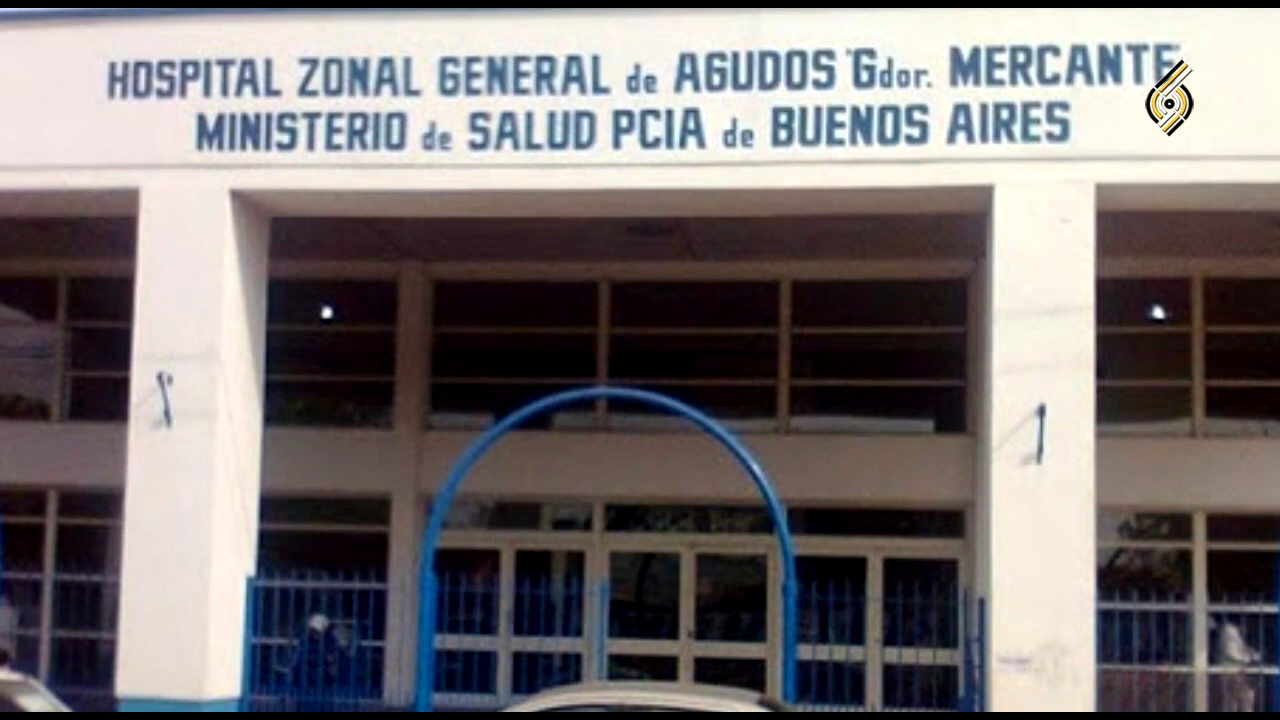 HOSPITAL ZONAL GENERAL de AGUDOS "Gdor. MERCANTE"
MINISTERIO de SALUD PCIA de BUENOS AIRES